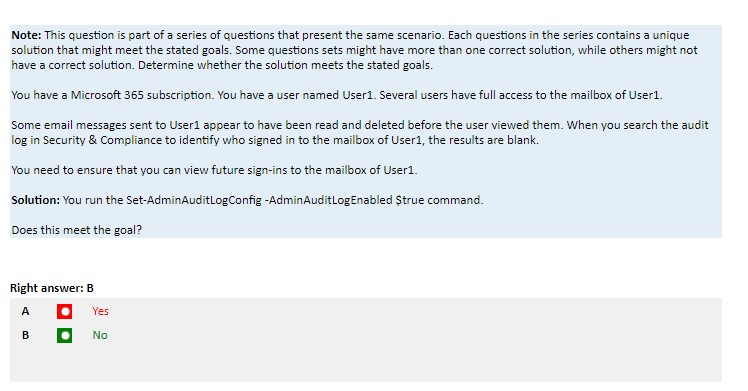 Note: This question is part of a series of questions that present the same scenario. Each questions in the series contains a unique
solution that might meet the stated goals. Some questions sets might have more than one correct solution, while others might not
have a correct solution. Determine whether the solution meets the stated goals.
You have a Microsoft 365 subscription. You have a user named User1. Several users have full access to the mailbox of User1.
Some email messages sent to User1 appear to have been read and deleted before the user viewed them. When you search the audit
log in Security & Compliance to identify who signed in to the mailbox of User1, the results are blank.
You need to ensure that you can view future sign-ins to the mailbox of User1.
Solution: You run the Set-AdminAuditLogConfig -AdminAuditLogEnabled $true command.
Does this meet the goal?
Right answer: B
A Yes
B No